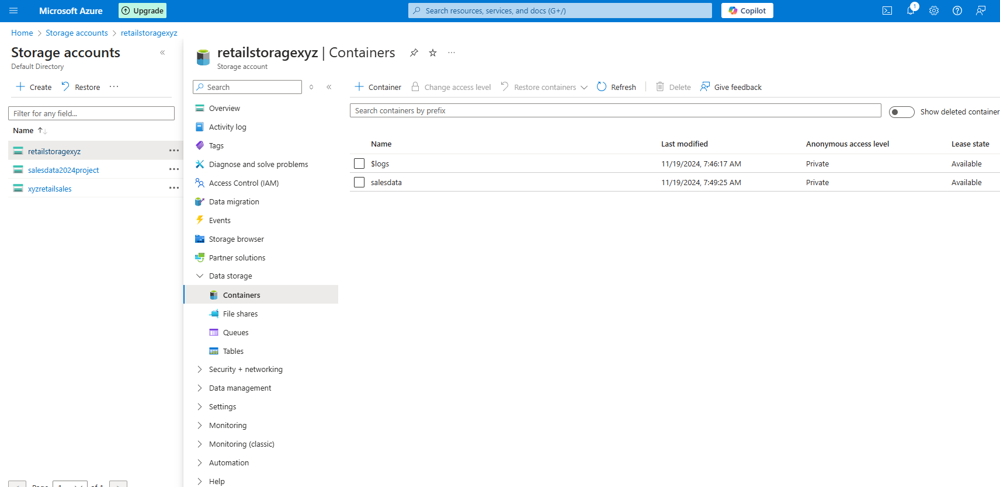 Microsoft Azure
Upgrade
Search resources, services, and docs (G+/)
Copilot
1
Home > Storage accounts > retailstoragexyz
Storage accounts
Default Directory
Create
Restore
Filter for any field...
Name
retailstoragexyz
salesdata2024project
xyzretailsales
Page 1 of 1
retailstoragexyz | Containers
Storage account
Search
Overview
Activity log
Tags
Diagnose and solve problems
Access Control (IAM)
Data migration
Events
Storage browser
Partner solutions
Data storage
Containers
File shares
Queues
Tables
Security + networking
Data management
Settings
Monitoring
Monitoring (classic)
Automation
Help
Container
Change access level
Restore containers
Refresh
Delete
Give feedback
Search containers by prefix
Show deleted container
Name Last modified Anonymous access level Lease state
$logs 11/19/2024, 7:46:17 AM Private Available
salesdata 11/19/2024, 7:49:25 AM Private Available